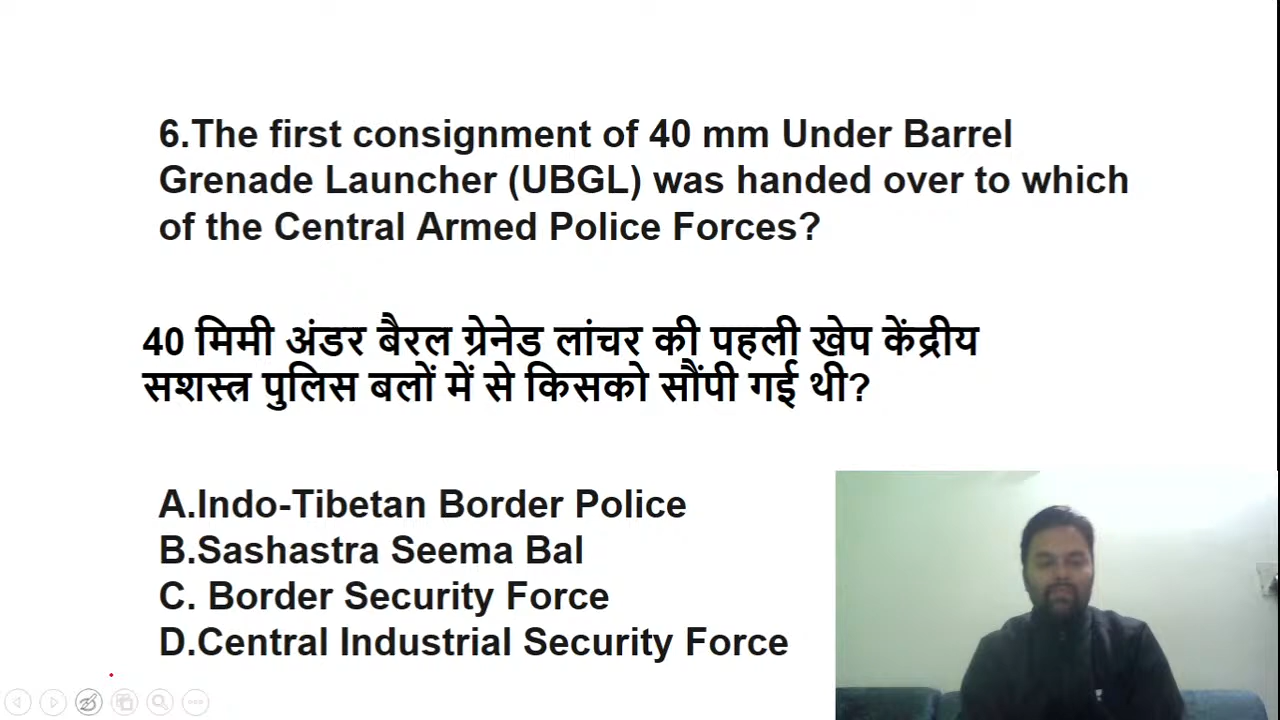 6.The first consignment of 40 mm Under Barrel
Grenade Launcher (UBGL) was handed over to which
of the Central Armed Police Forces?
40 मिमी अंडर बैरल ग्रेनेड लांचर की पहली खेप केंद्रीय
सशस्त्र पुलिस बलों में से किसको सौंपी गई थी?
A.Indo-Tibetan Border Police
B.Sashastra Seema Bal
C. Border Security Force
D.Central Industrial Security Force